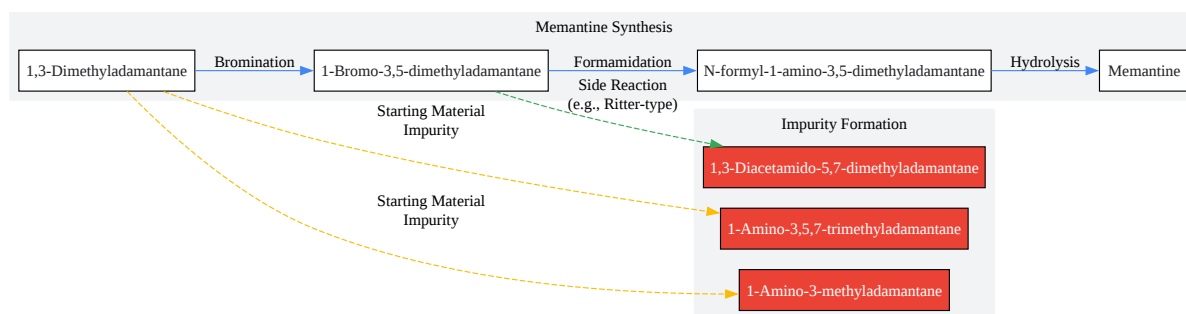 Memantine Synthesis
1,3-Dimethyladamantane
Bromination
1-Bromo-3,5-dimethyladamantane
Formamidation
N-formyl-1-amino-3,5-dimethyladamantane
Hydrolysis
Memantine
Side Reaction
(e.g., Ritter-type)
Starting Material
Impurity
Impurity Formation
1,3-Diacetamido-5,7-dimethyladamantane
Starting Material
Impurity
1-Amino-3,5,7-trimethyladamantane
1-Amino-3-methyladamantane